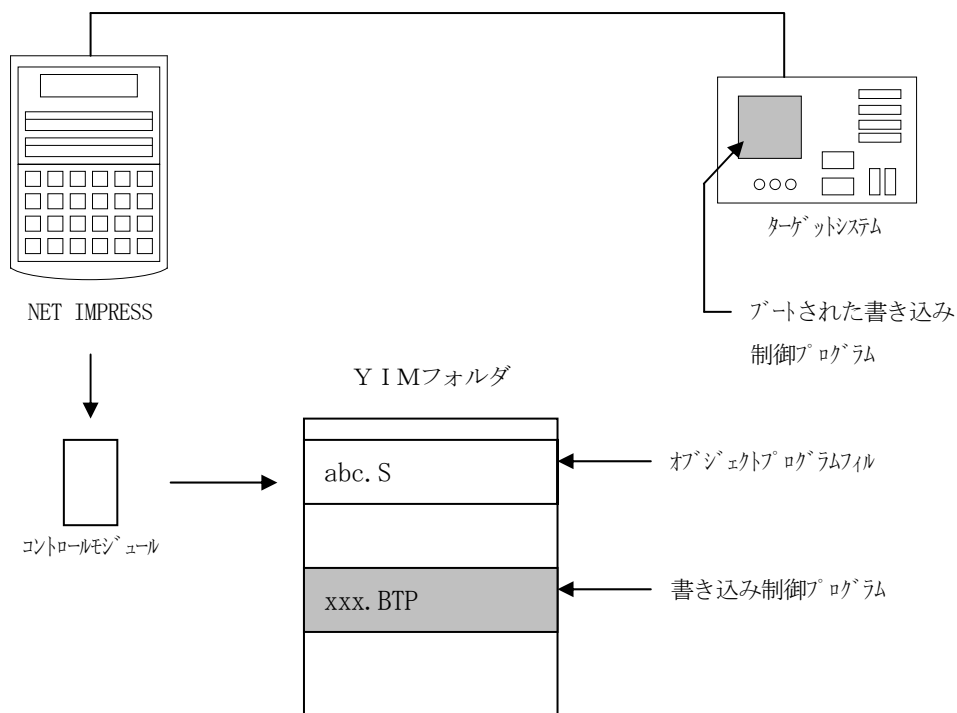 ﾀｰｹﾞｯﾄｼｽﾃﾑ
NET IMPRESS
ﾌﾞｰﾄされた書き込み
制御ﾌﾟﾛｸﾞﾗﾑ
ＹＩＭフォルダ
abc.S
ｵﾌﾞｼﾞｪｸﾄﾌﾟﾛｸﾞﾗﾑﾌｨﾙ
ｺﾝﾄﾛｰﾙﾓｼﾞｭｰﾙ
xxx.BTP
書き込み制御ﾌﾟﾛｸﾞﾗﾑ